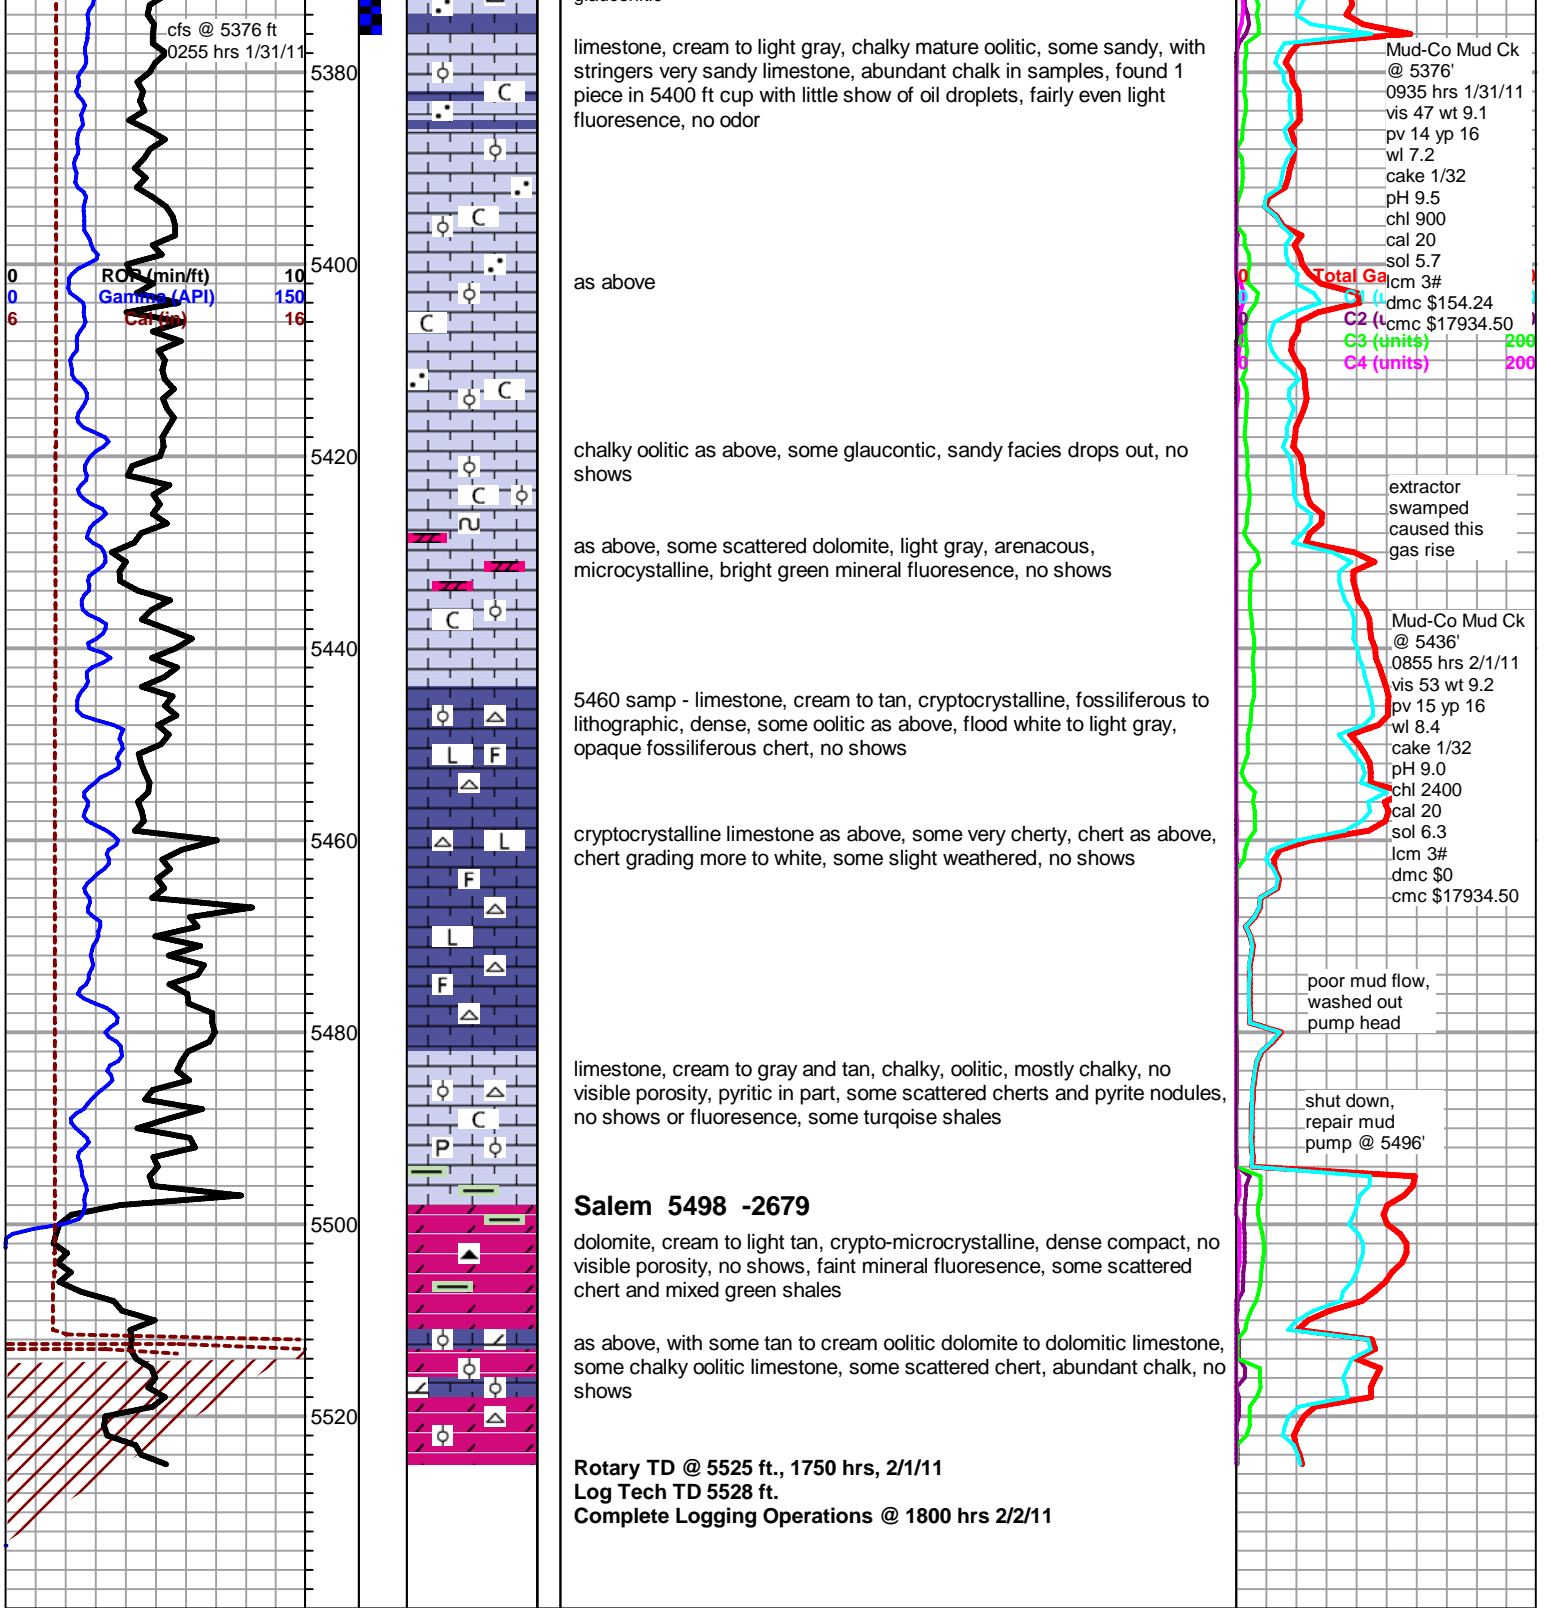 cfs @ 5376 ft
0255 hrs 1/31/11
5380
5400
0 ROP (min/ft) 10
0 Gamma (API) 150
6 Cal (in) 16
5420
5440
5460
5480
5500
5520
C
C
C
C
C
C
L F
L
F
L
F
C
P
limestone, cream to light gray, chalky mature oolitic, some sandy, with
stringers very sandy limestone, abundant chalk in samples, found 1
piece in 5400 ft cup with little show of oil droplets, fairly even light
fluoresence, no odor
as above
chalky oolitic as above, some glaucontic, sandy facies drops out, no
shows
as above, some scattered dolomite, light gray, arenacous,
microcystalline, bright green mineral fluoresence, no shows
5460 samp - limestone, cream to tan, cryptocrystalline, fossiliferous to
lithographic, dense, some oolitic as above, flood white to light gray,
opaque fossiliferous chert, no shows
cryptocrystalline limestone as above, some very cherty, chert as above,
chert grading more to white, some slight weathered, no shows
limestone, cream to gray and tan, chalky, oolitic, mostly chalky, no
visible porosity, pyritic in part, some scattered cherts and pyrite nodules,
no shows or fluoresence, some turqoise shales
Salem 5498 -2679
dolomite, cream to light tan, crypto-microcrystalline, dense compact, no
visible porosity, no shows, faint mineral fluoresence, some scattered
chert and mixed green shales
as above, with some tan to cream oolitic dolomite to dolomitic limestone,
some chalky oolitic limestone, some scattered chert, abundant chalk, no
shows
Rotary TD @ 5525 ft., 1750 hrs, 2/1/11
Log Tech TD 5528 ft.
Complete Logging Operations @ 1800 hrs 2/2/11
Mud-Co Mud Ck
@ 5376'
0935 hrs 1/31/11
vis 47 wt 9.1
pv 14 yp 16
wl 7.2
cake 1/32
pH 9.5
chl 900
cal 20
sol 5.7
lcm 3#
dmc $154.24
cmc $17934.50
Total
C2
C3 (units) 200
C4 (units) 200
extractor
swamped
caused this
gas rise
Mud-Co Mud Ck
@ 5436'
0855 hrs 2/1/11
vis 53 wt 9.2
pv 15 yp 16
wl 8.4
cake 1/32
pH 9.0
chl 2400
cal 20
sol 6.3
lcm 3#
dmc $0
cmc $17934.50
poor mud flow,
washed out
pump head
shut down,
repair mud
pump @ 5496'